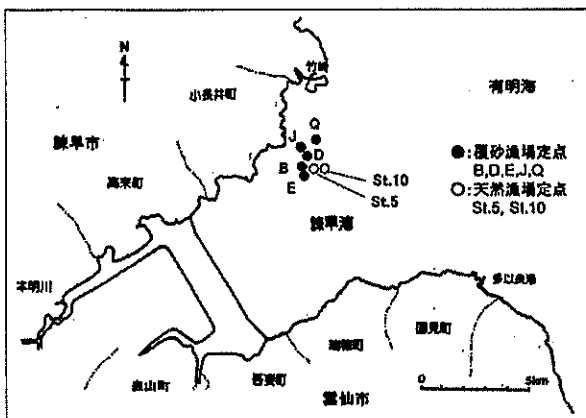 N
竹崎
小長井町
有明海
諫早市
Q
J
D
●:覆砂漁場定点
B,D,E,J,Q
B
高来町
○:天然漁場定点
St.5, St.10
E
St.10
St.5
諫早湾
本明川
多以良港
国見町
瑞穂町
吾妻町
雲仙市
0
5km